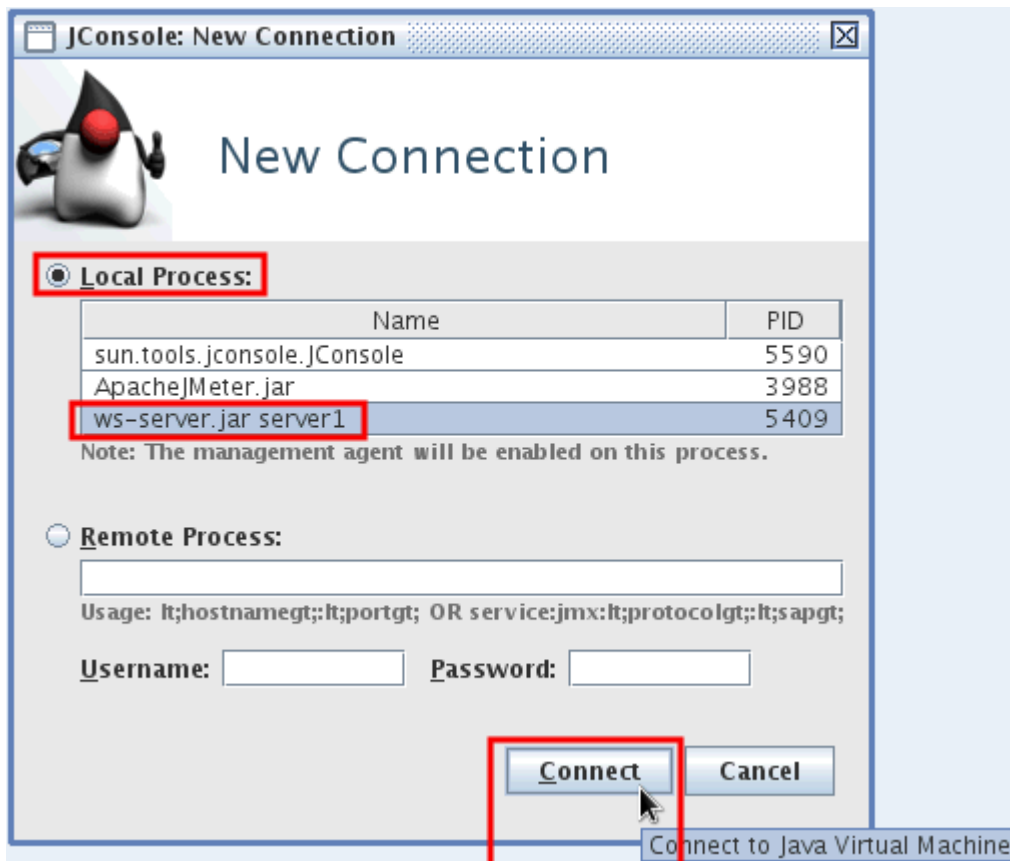 JConsole: New Connection
New Connection
Local Process:
Name PID
sun.tools.jconsole.JConsole 5590
ApacheJMeter.jar 3988
ws-server.jar server1 5409
Note: The management agent will be enabled on this process.
Remote Process:
Usage: lt;hostnamegt;:lt;portgt; OR service:jmx:lt;protocolgt;:lt;sapgt;
Username: Password:
Connect Cancel
Connect to Java Virtual Machine